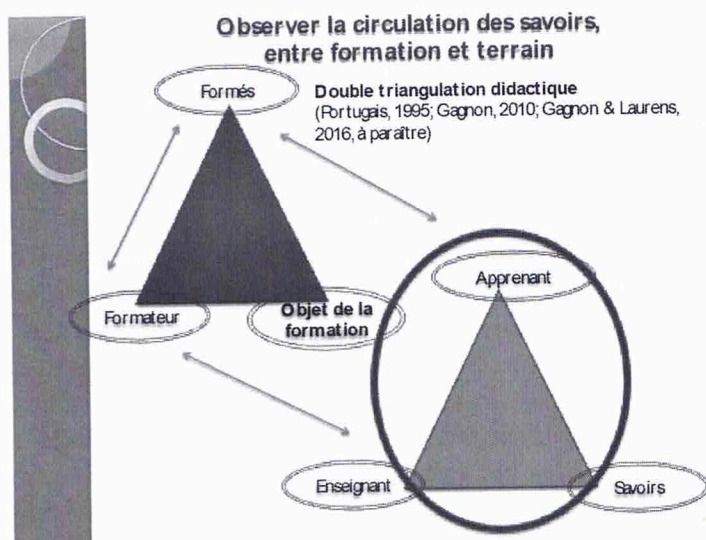 Observer la circulation des savoirs,
entre formation et terrain
Formés
Double triangulation didactique
(Portugais, 1995; Gagnon, 2010; Gagnon & Laurens,
2016, à paraître)
Apprenant
Formateur
Objet de la
formation
Enseignant
Savoirs